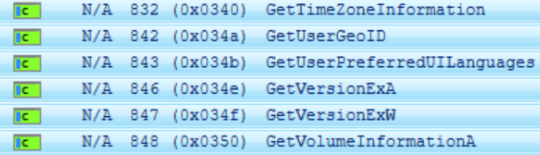 C N/A 832 (0x0340) GetTimeZoneInformation
C N/A 842 (0x034a) GetUserGeoID
C N/A 843 (0x034b) GetUserPreferredUILanguages
C N/A 846 (0x034e) GetVersionExA
C N/A 847 (0x034f) GetVersionExW
C N/A 848 (0x0350) GetVolumeInformationA